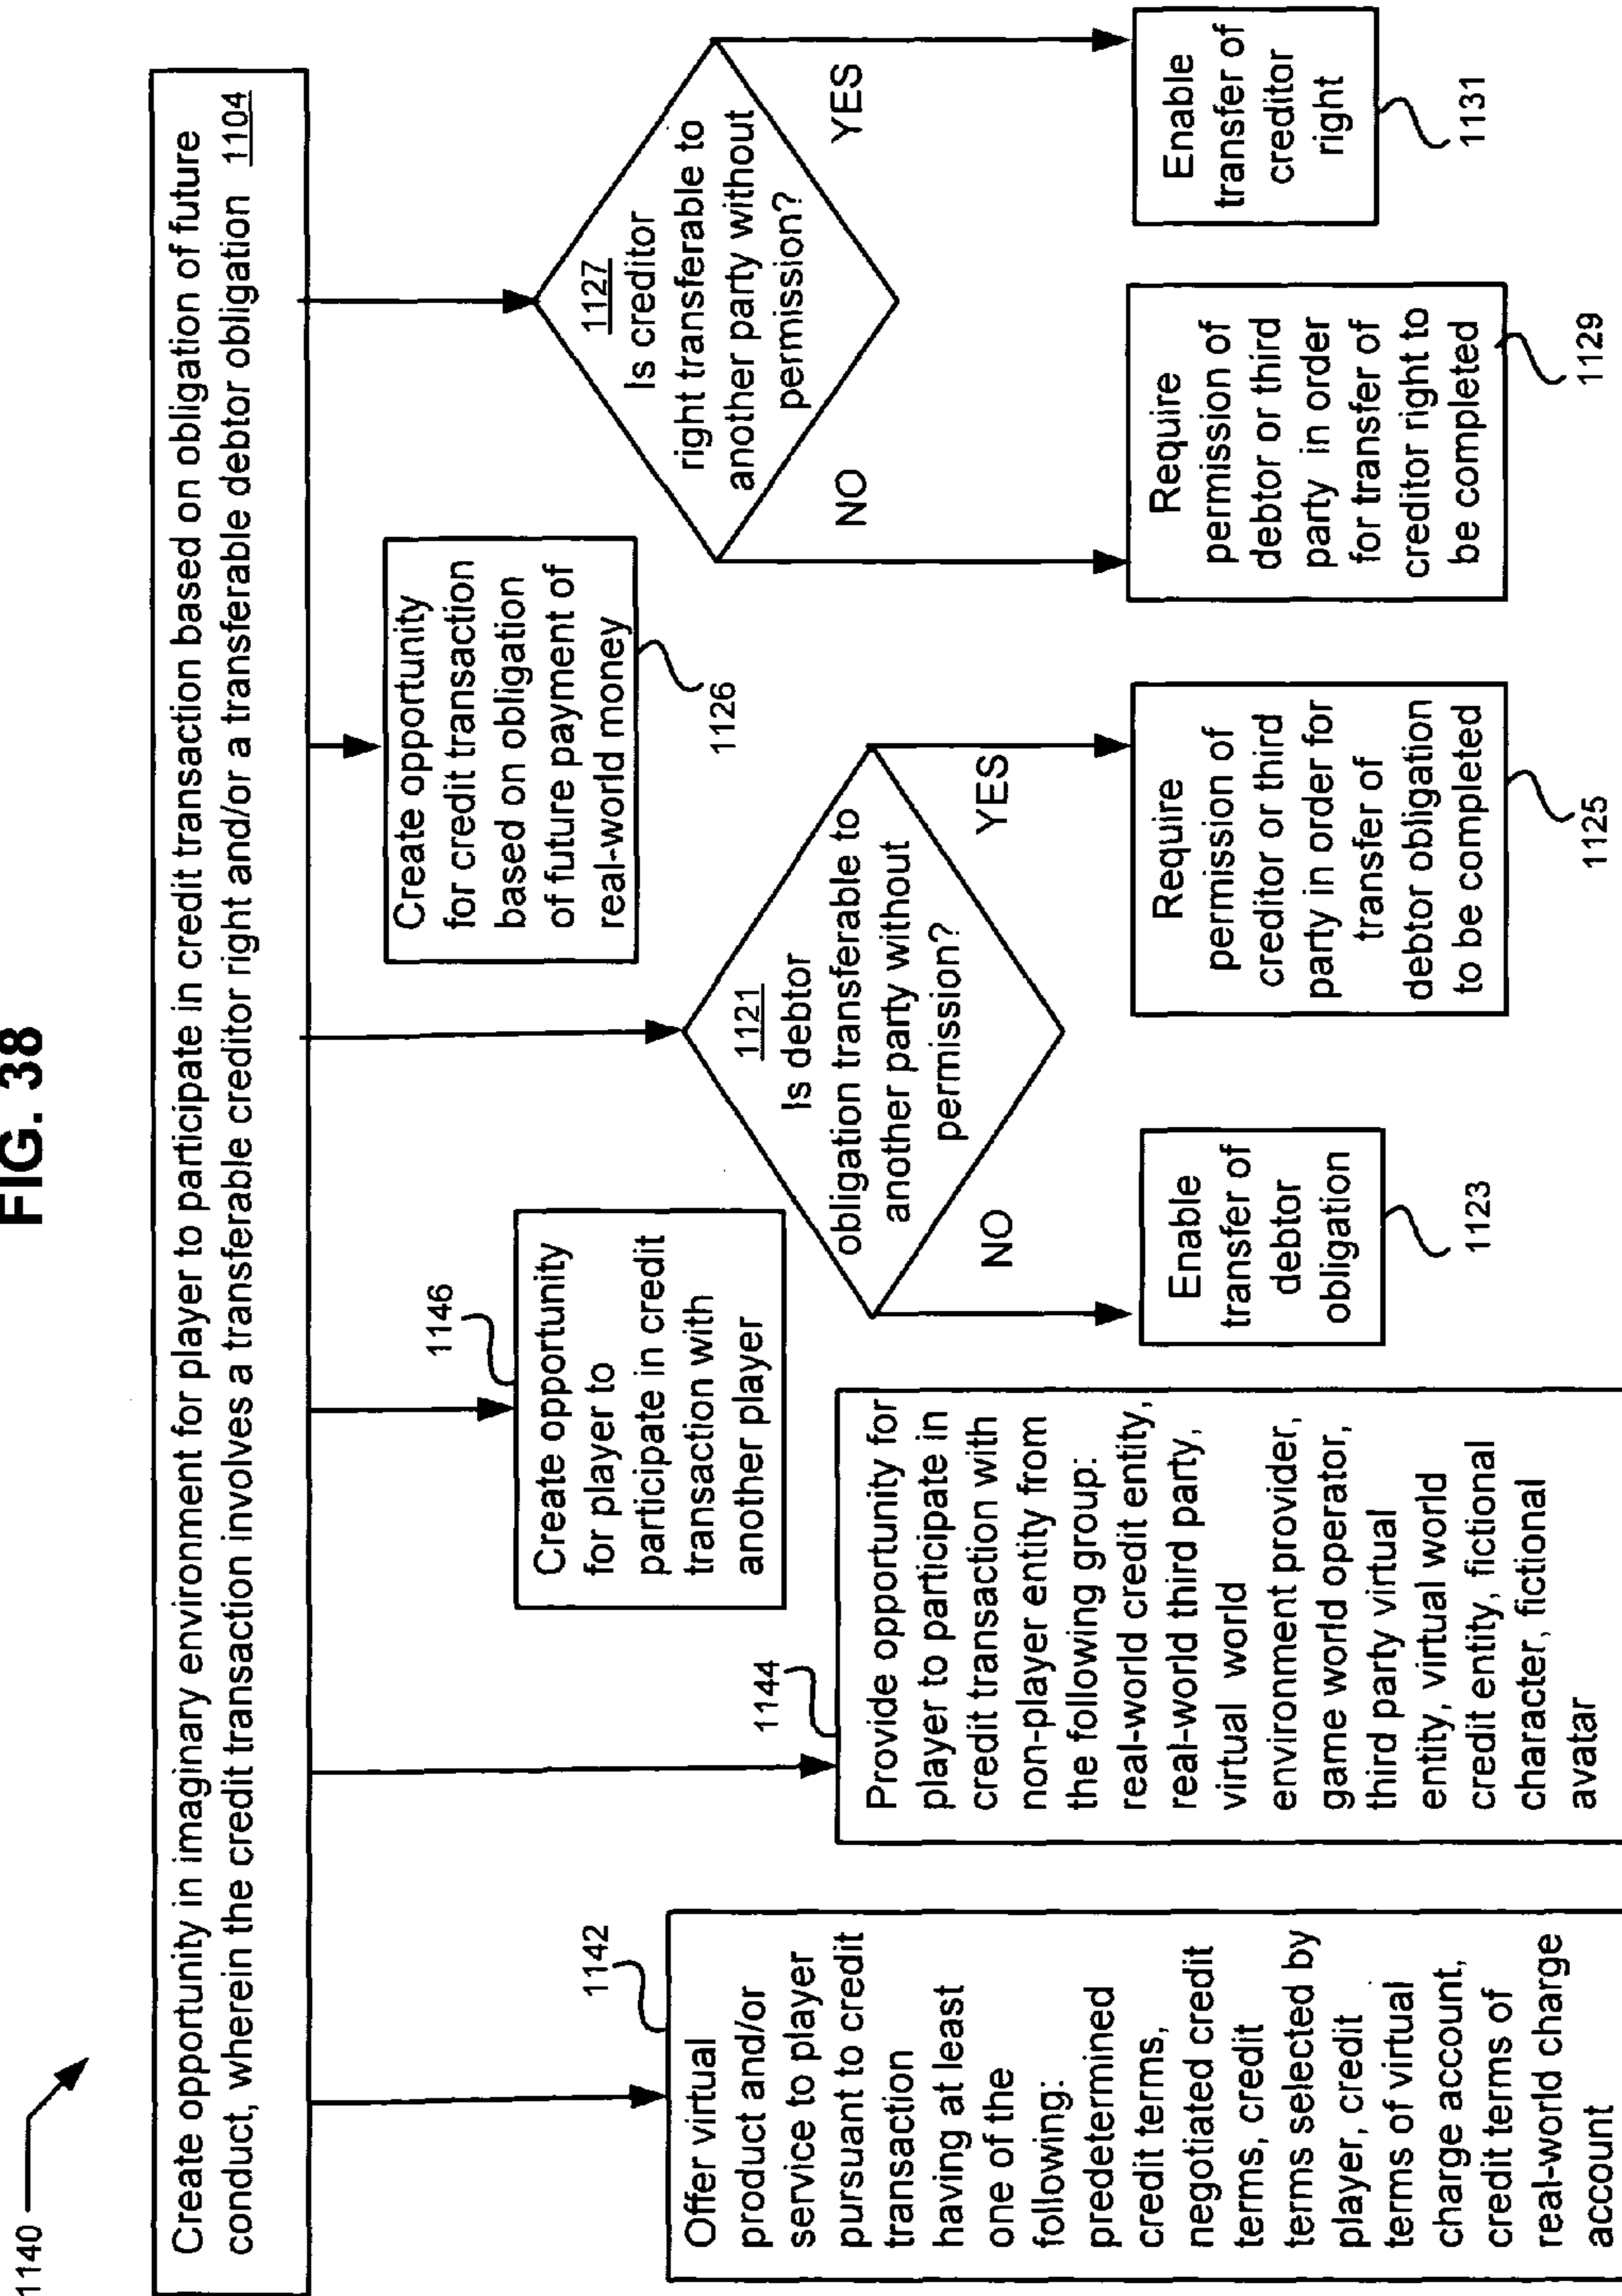 1140
FIG. 38
Create opportunity in imaginary environment for player to participate in credit transaction based on obligation of future
conduct, wherein the credit transaction involves a transferable creditor right and/or a transferable debtor obligation 1104
1142
Offer virtual
product and/or
service to player
pursuant to credit
transaction
having at least
one of the
following:
predetermined
credit terms,
negotiated credit
terms, credit
terms selected by
player, credit
terms of virtual
charge account,
credit terms of
real-world charge
account
1144
Provide opportunity for
player to participate in
credit transaction with
non-player entity from
the following group:
real-world credit entity,
real-world third party,
virtual world
environment provider,
game world operator,
third party virtual
entity, virtual world
credit entity, fictional
character, fictional
avatar
1146
Create opportunity
for player to
participate in credit
transaction with
another player
1121
Is debtor
obligation transferable to
another party without
permission?
NO
YES
Enable
transfer of
debtor
obligation
1123
Require
permission of
creditor or third
party in order for
transfer of
debtor obligation
to be completed
1125
Create opportunity
for credit transaction
based on obligation
of future payment of
real-world money
1126
1127
Is creditor
right transferable to
another party without
permission?
NO
YES
Require
permission of
debtor or third
party in order
for transfer of
creditor right to
be completed
1129
Enable
transfer of
creditor
right
1131